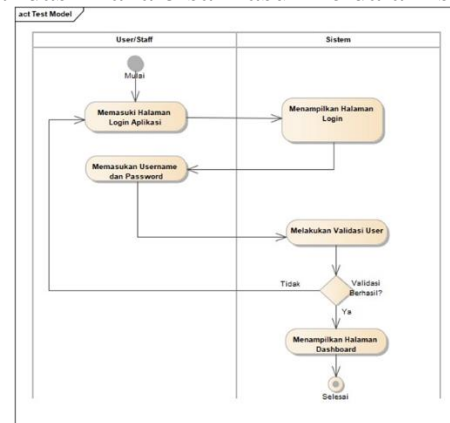 act Test Model
User/Staff
Sistem
Mulai
Memasuki Halaman
Login Aplikasi
Menampilkan Halaman
Login
Memasukan Username
dan Password
Melakukan Validasi User
Tidak
Validasi
Berhasil?
Ya
Menampilkan Halaman
Dashboard
Selesai